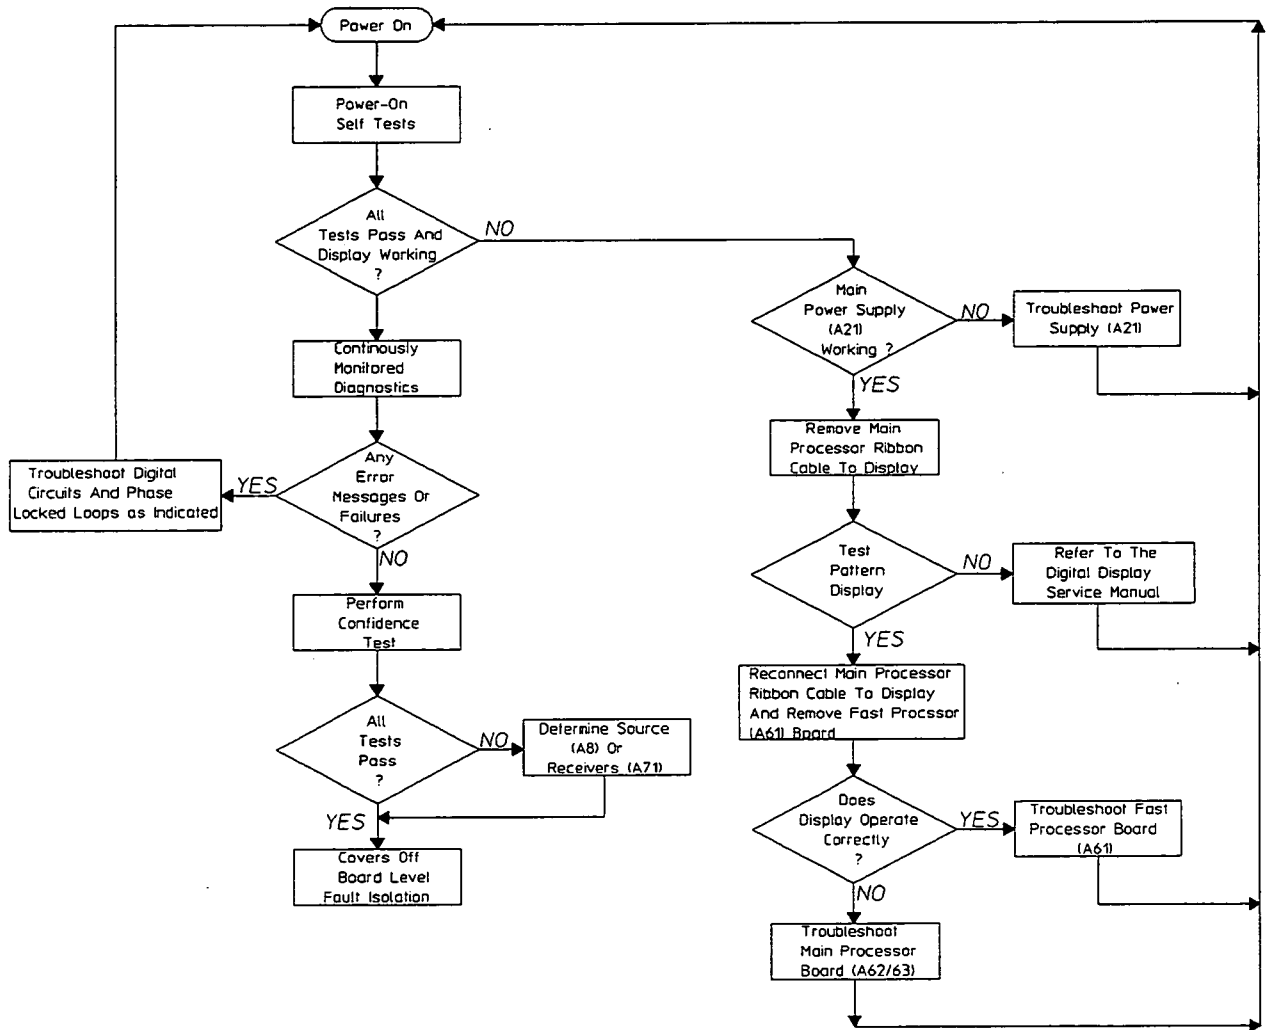 Power On
Power-On
Self Tests
All
Tests Pass And
Display Working
?
NO
Continously
Monitored
Diagnostics
Any
Error
Messages Or
Failures
?
YES
Troubleshoot Digital
Circuits And Phase
Locked Loops as Indicated
NO
Perform
Confidence
Test
All
Tests
Pass
?
NO
Determine Source
(A8) Or
Receivers (A71)
YES
Covers Off
Board Level
Fault Isolation
Main
Power Supply
(A21)
Working ?
NO
Troubleshoot Power
Supply (A21)
YES
Remove Main
Processor Ribbon
Cable To Display
Test
Pattern
Display
NO
Refer To The
Digital Display
Service Manual
YES
Reconnect Main Processor
Ribbon Cable To Display
And Remove Fast Procssor
(A61) Board
Does
Display Operate
Correctly
?
YES
Troubleshoot Fast
Processor Board
(A61)
NO
Troubleshoot
Main Processor
Board (A62/63)